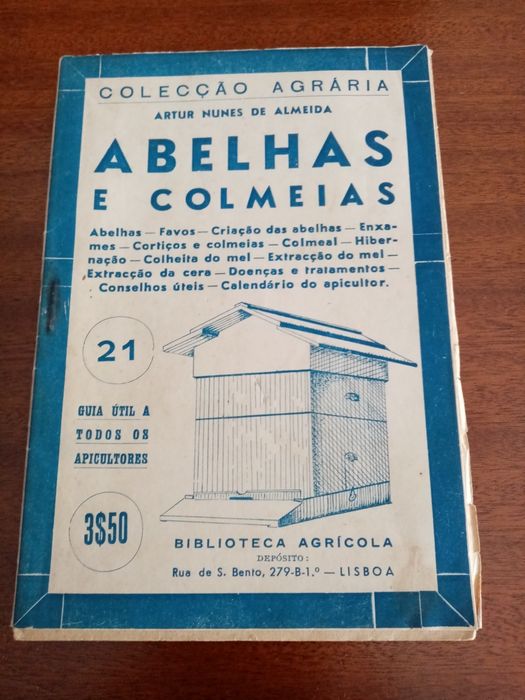 COLECÇÃO AGRÁRIA
ARTUR NUNES DE ALMEIDA
ABELHAS
E COLMEIAS
Abelhas — Favos — Criação das abelhas — Enxa-
mes — Cortiços e colmeias — Colmeal — Hiber-
nação — Colheita do mel — Extracção do mel —
Extracção da cera — Doenças e tratamentos —
Conselhos úteis — Calendário do apicultor.
21
GUIA ÚTIL A
TODOS OS
APICULTORES
3$50
BIBLIOTECA AGRÍCOLA
DEPÓSITO:
Rua de S. Bento, 279-B-1.º — LISBOA